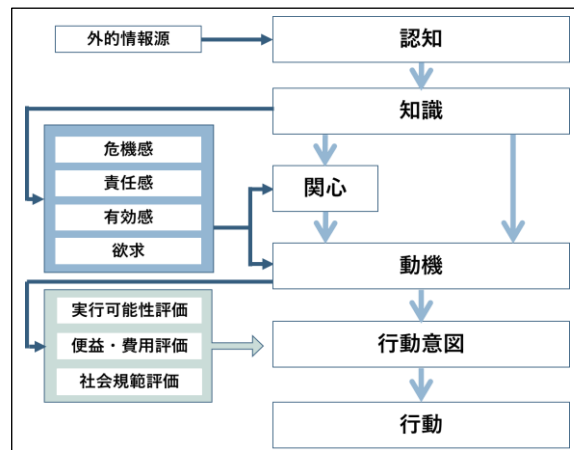 外的情報源
認知
知識
危機感
責任感
有効感
欲求
関心
動機
実行可能性評価
便益・費用評価
社会規範評価
行動意図
行動